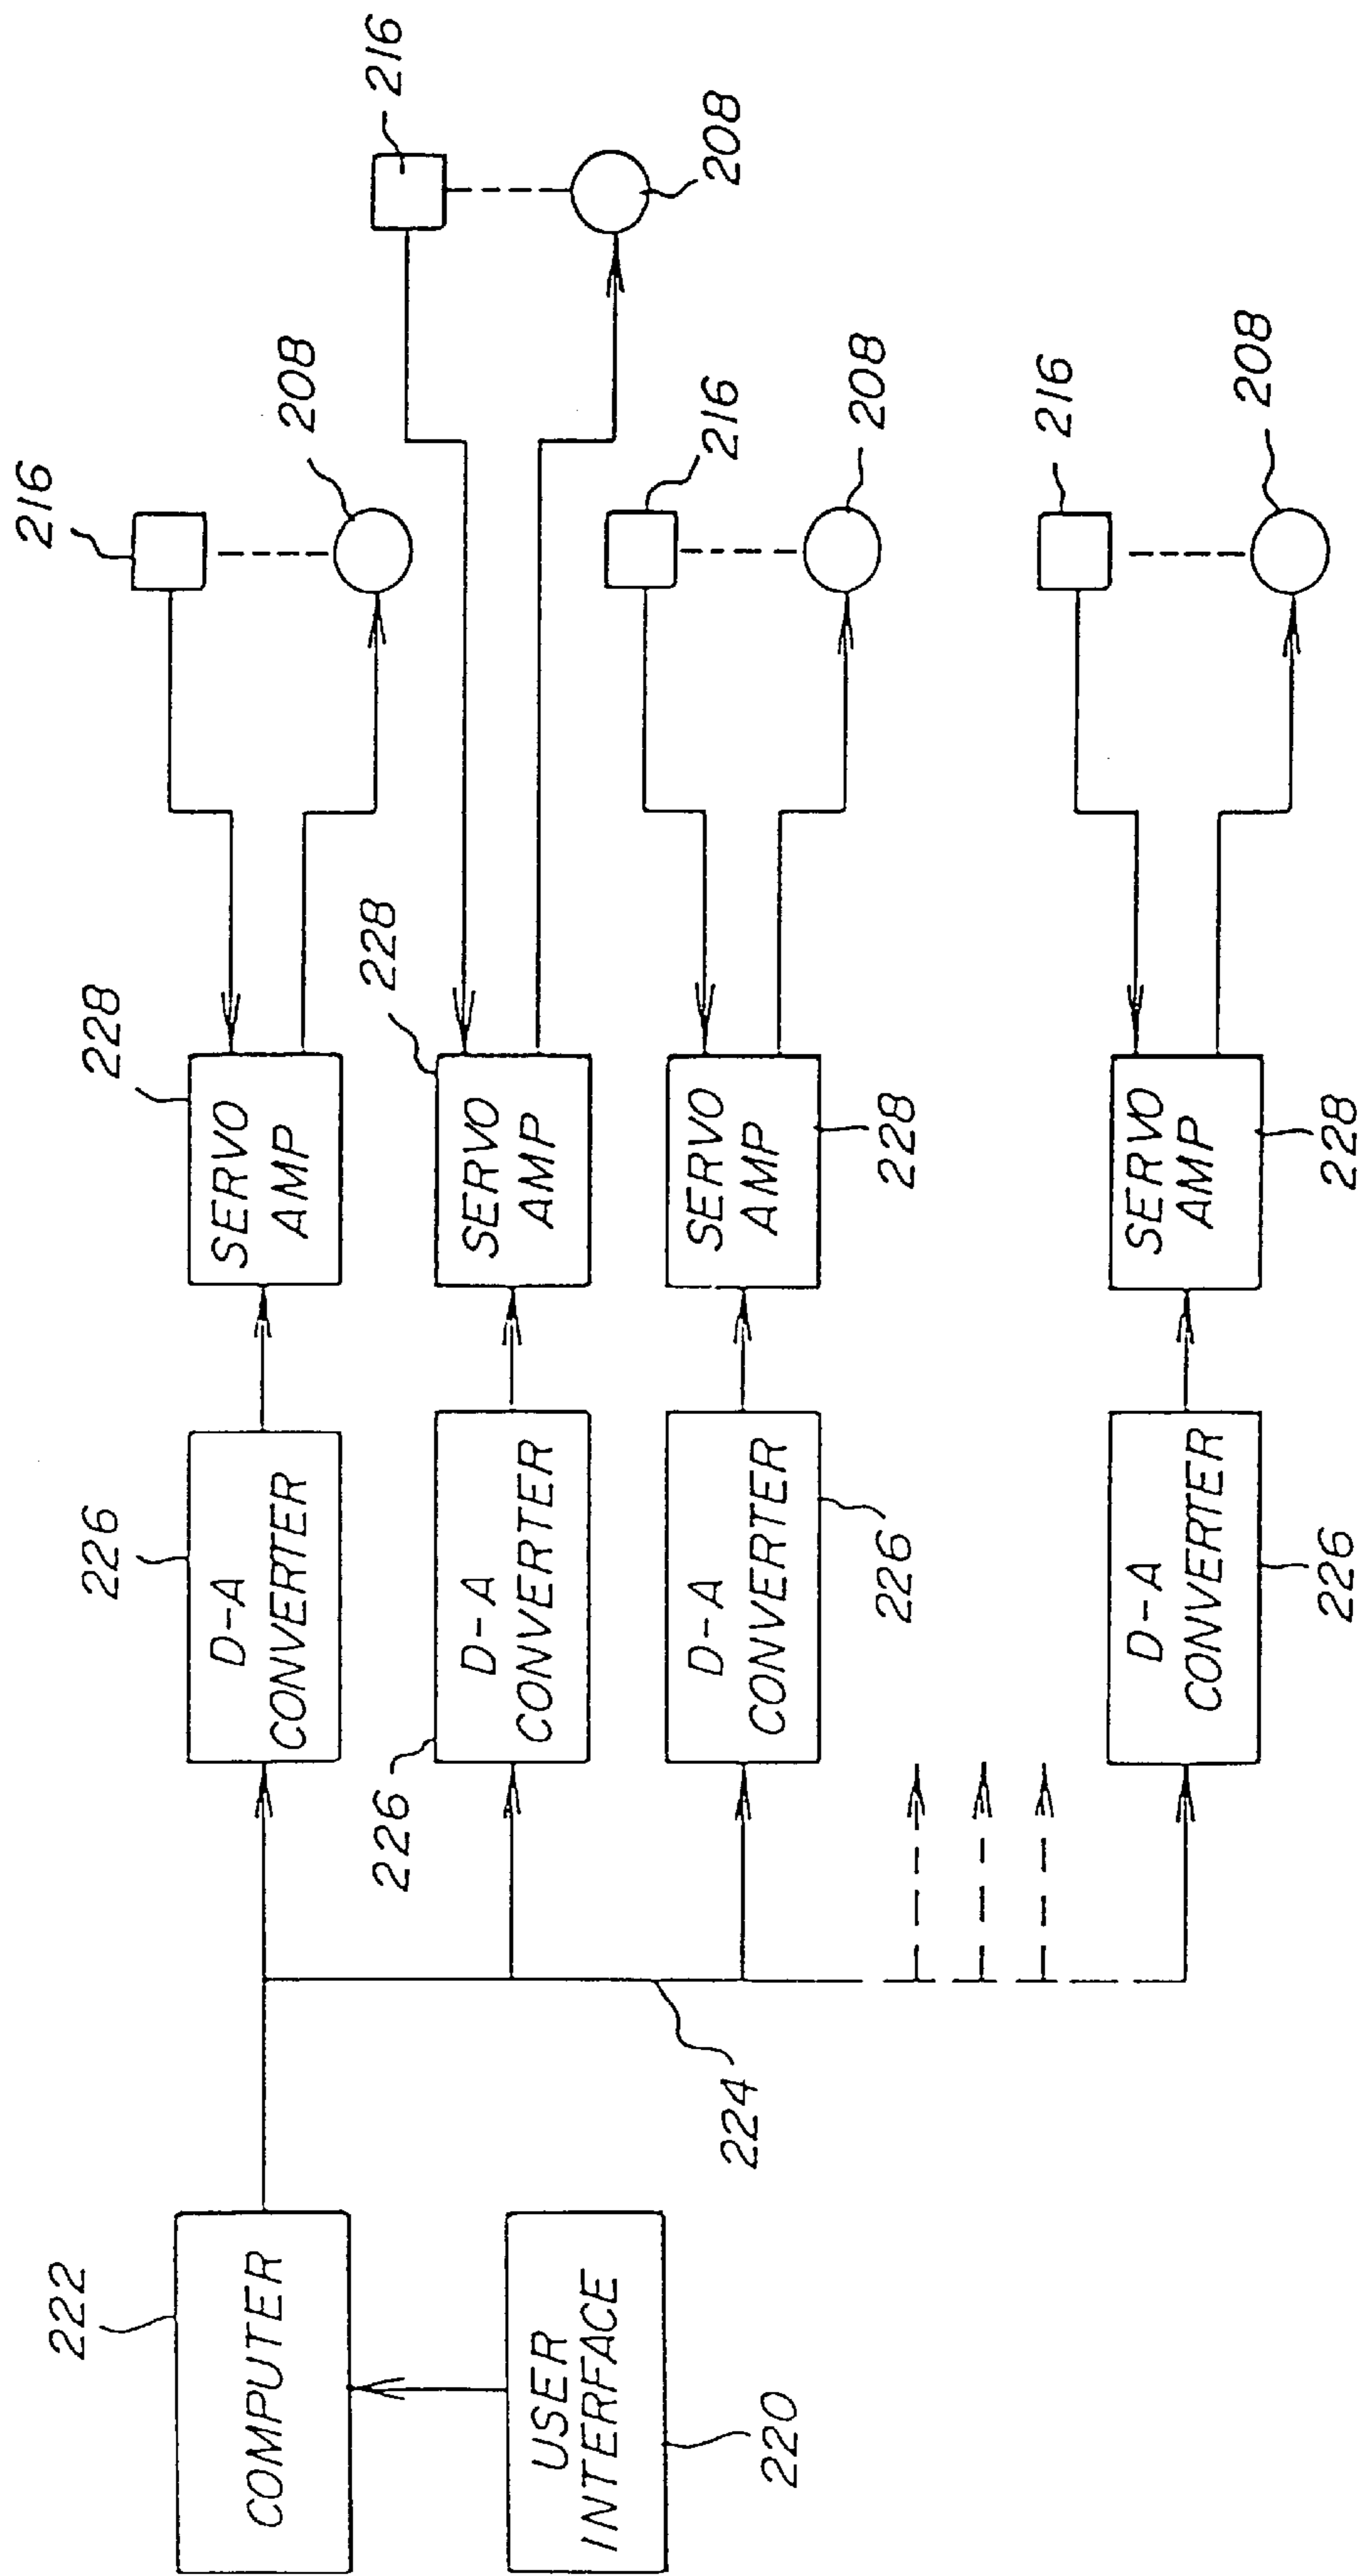 222
COMPUTER
USER
INTERFACE
220
224
226
D-A
CONVERTER
228
SERVO
AMP
216
208
226
D-A
CONVERTER
228
SERVO
AMP
216
208
D-A
CONVERTER
226
SERVO
AMP
228
216
208
D-A
CONVERTER
226
SERVO
AMP
228
216
208